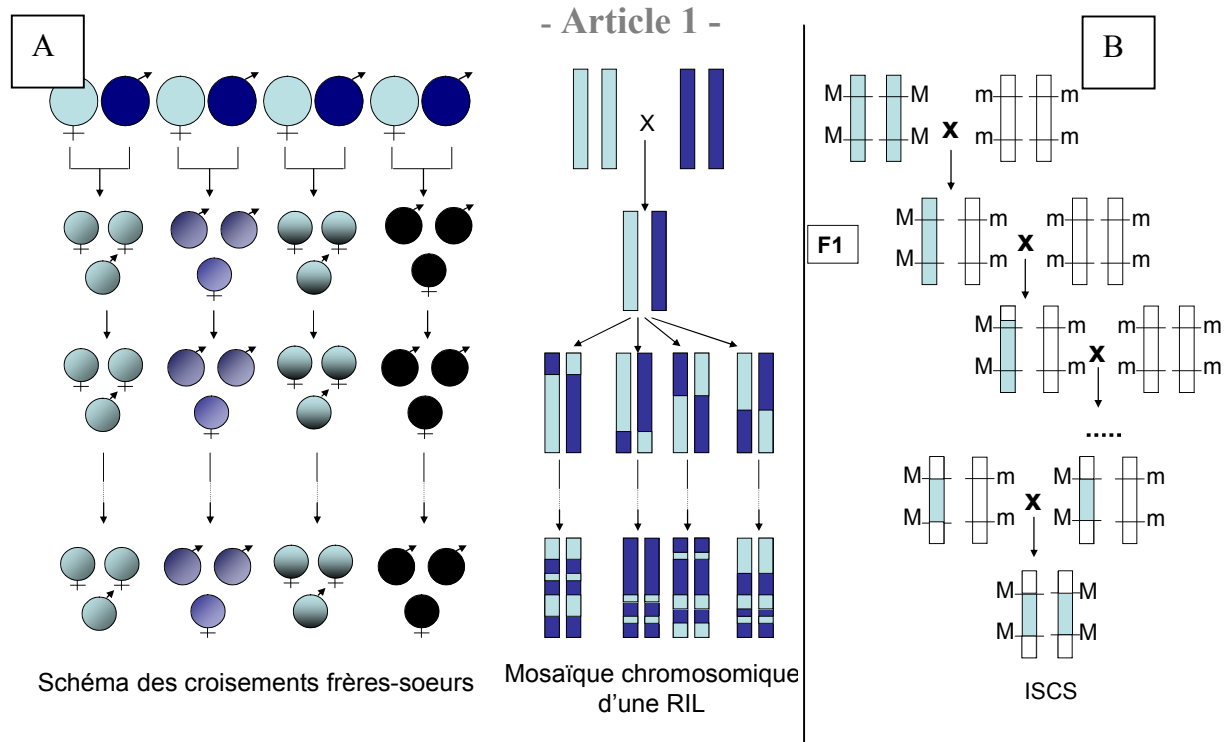 - Article 1 -
A
B
X
M M m m
M M m m
x
F1
M m m m
M m m m
x
M m m m
M m m m
x
.....
M m M m
M m M m
x
M M
M M
Schéma des croisements frères-soeurs
Mosaïque chromosomique
d'une RIL
ISCS